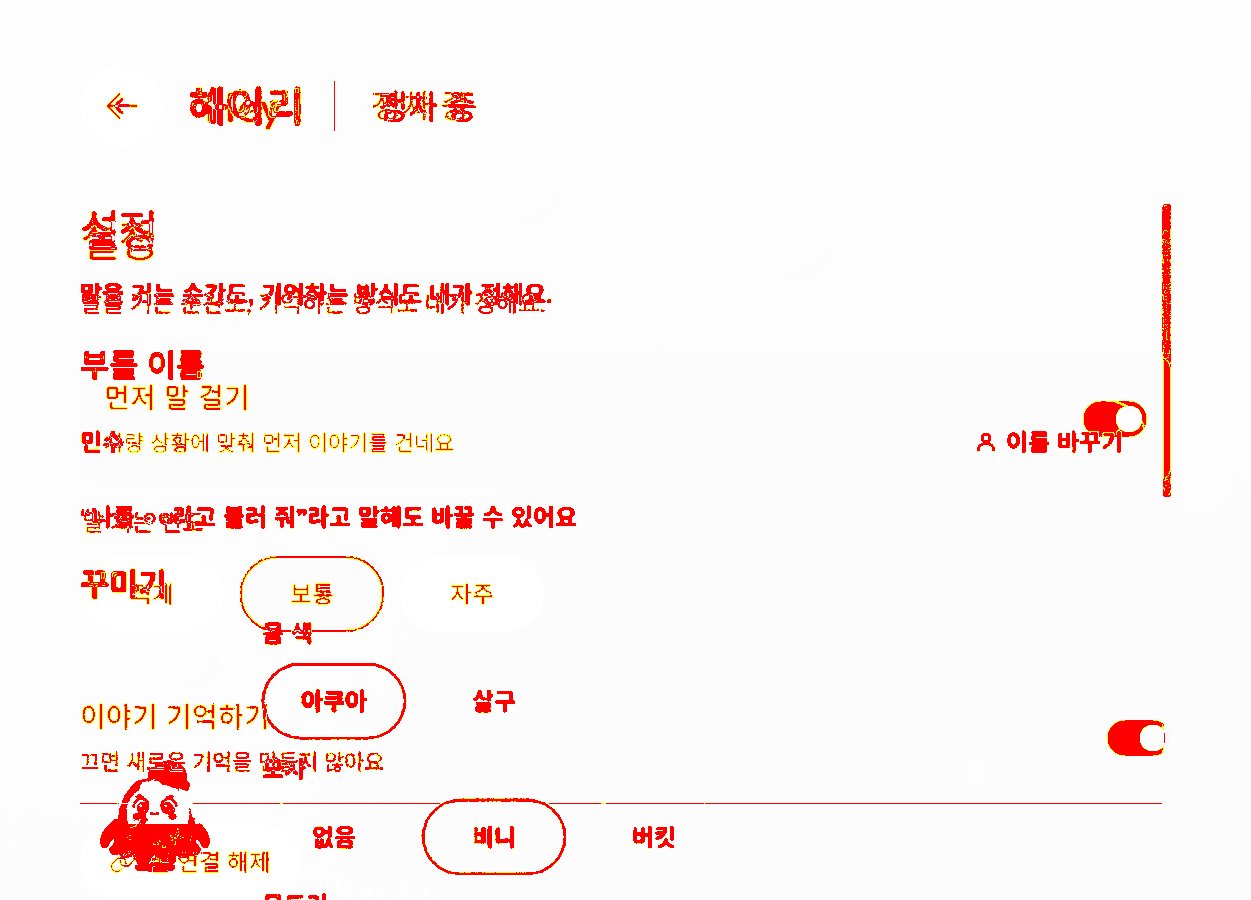 설정
말을 거는 순간도, 기억하는 방식도 내가 정해요.
부를 이름
먼저 말 걸기
민수
상황에 맞춰 먼저 이야기를 건네요
이름 바꾸기
라고 불러 줘”라고 말해도 바꿀 수 있어요
꾸미기
보통
자주
몸 색
아쿠아
살구
이야기 기억하기
끄면 새로운 기억을 만들지 않아요
모자
없음
비니
버킷
연결 해제